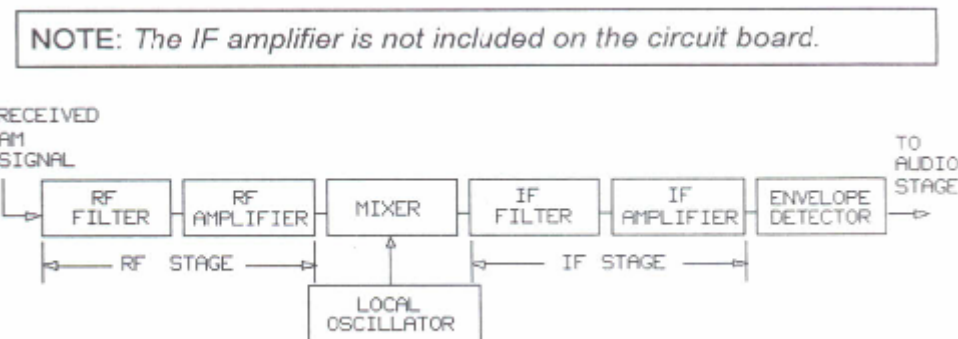 NOTE: The IF amplifier is not included on the circuit board.
RECEIVED
AM
SIGNAL
RF
FILTER
RF
AMPLIFIER
MIXER
IF
FILTER
IF
AMPLIFIER
ENVELOPE
DETECTOR
TO
AUDIO
STAGE
RF STAGE
IF STAGE
LOCAL
OSCILLATOR